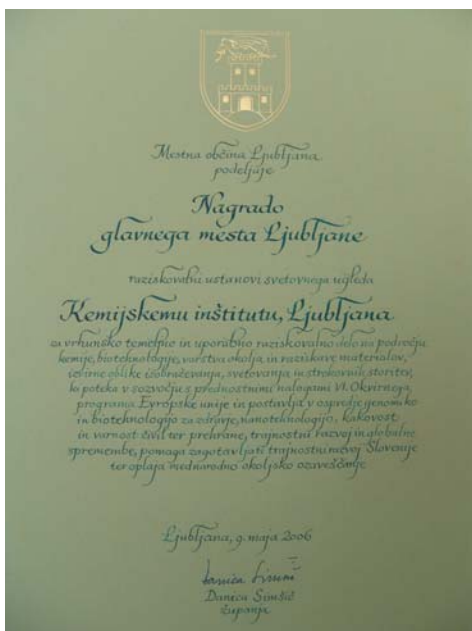 Mestna občina Ljubljana
podeljuje
Nagrado
glavnega mesta Ljubljane
raziskovalni ustanovi svetovnega ugleda
Kemijskemu inštitutu, Ljubljana
za vrhunsko temeljno in uporabno raziskovalno delo na področju
kemije, biotehnologije, varstva okolja in raziskave materialov,
izvirne oblike izobraževanja, svetovanja in strokovnih storitev,
ki poteka v sozvočju s prednostnimi nalogami VI. Okvirnega
programa Evropske unije in postavlja v ospredje genomiko
in biotehnologijo za zdravje, nanotehnologijo, kakovost
in varnost živil ter prehrane, trajnostni razvoj in globalne
spremembe, pomaga zagotavljati trajnostni razvoj Slovenije
ter oplaja mednarodno okoljsko ozaveščanje
Ljubljana, 9. maja 2006
Danica Simšič
Danica Simšič
županja